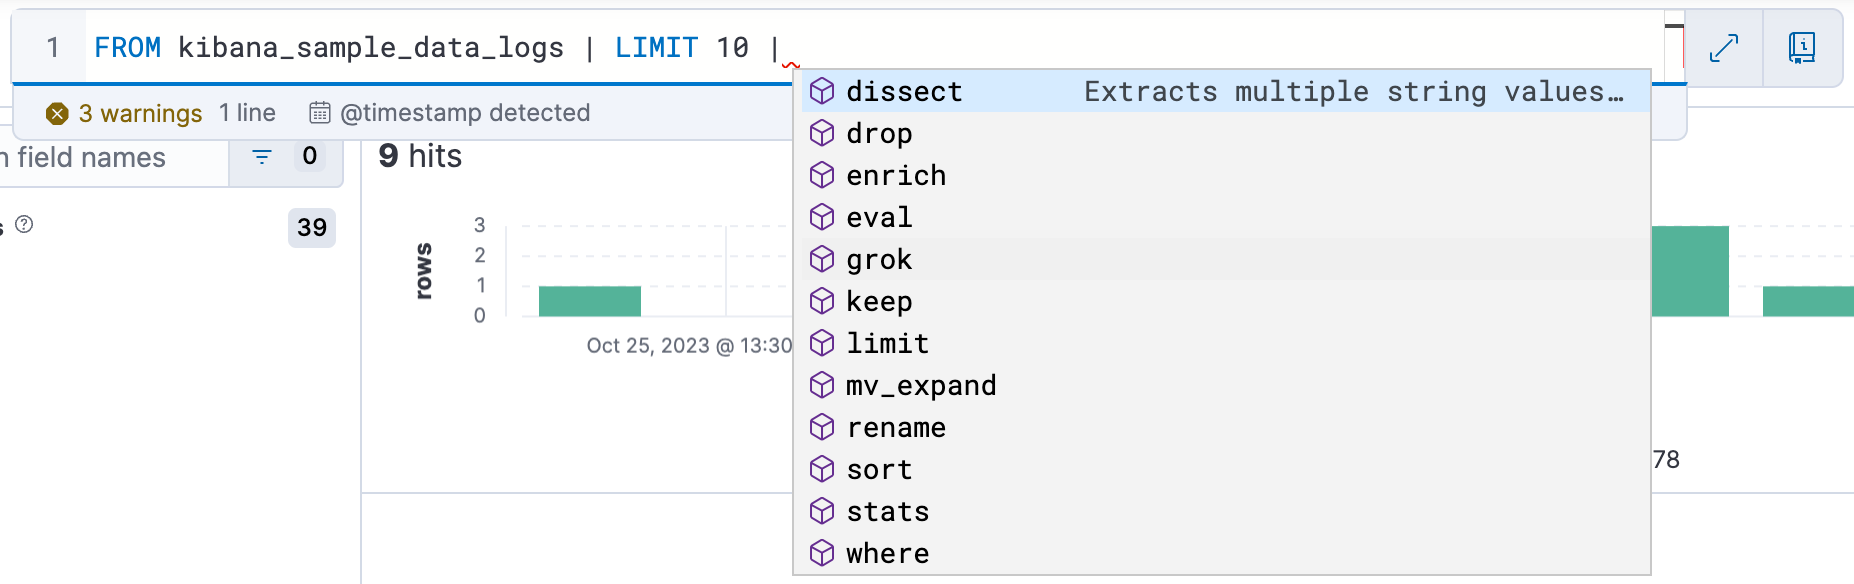 1 FROM kibana_sample_data_logs | LIMIT 10 |
3 warnings 1 line @timestamp detected
dissect Extracts multiple string values…
drop
enrich
eval
grok
keep
limit
mv_expand
rename
sort
stats
where
field names 0
39
9 hits
rows
3
2
1
0
Oct 25, 2023 @ 13:30
78